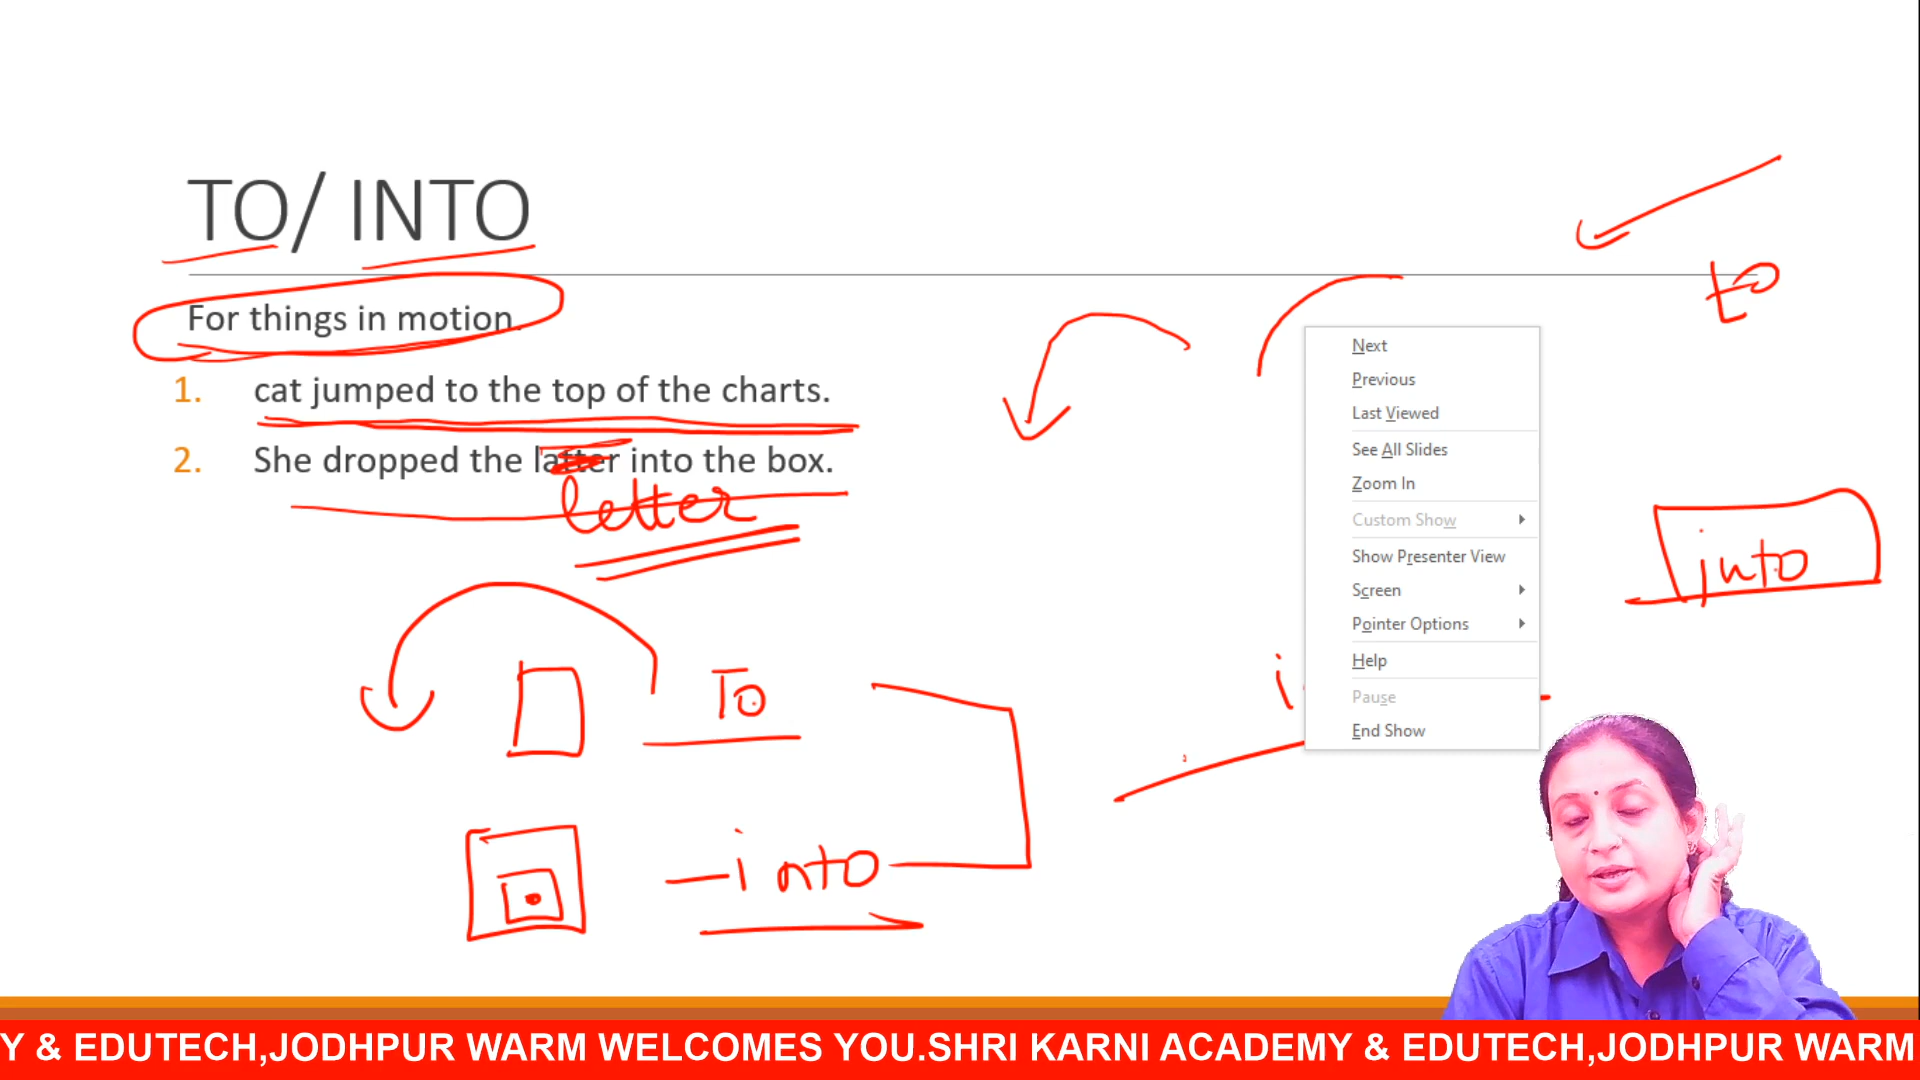 TO/ INTO
For things in motion.
1. cat jumped to the top of the charts.
2. She dropped the latter into the box.
letter
to
into
To
into
Next
Previous
Last Viewed
See All Slides
Zoom In
Custom Show
Show Presenter View
Screen
Pointer Options
Help
Pause
End Show
Y & EDUTECH,JODHPUR WARM WELCOMES YOU.SHRI KARNI ACADEMY & EDUTECH,JODHPUR WARM